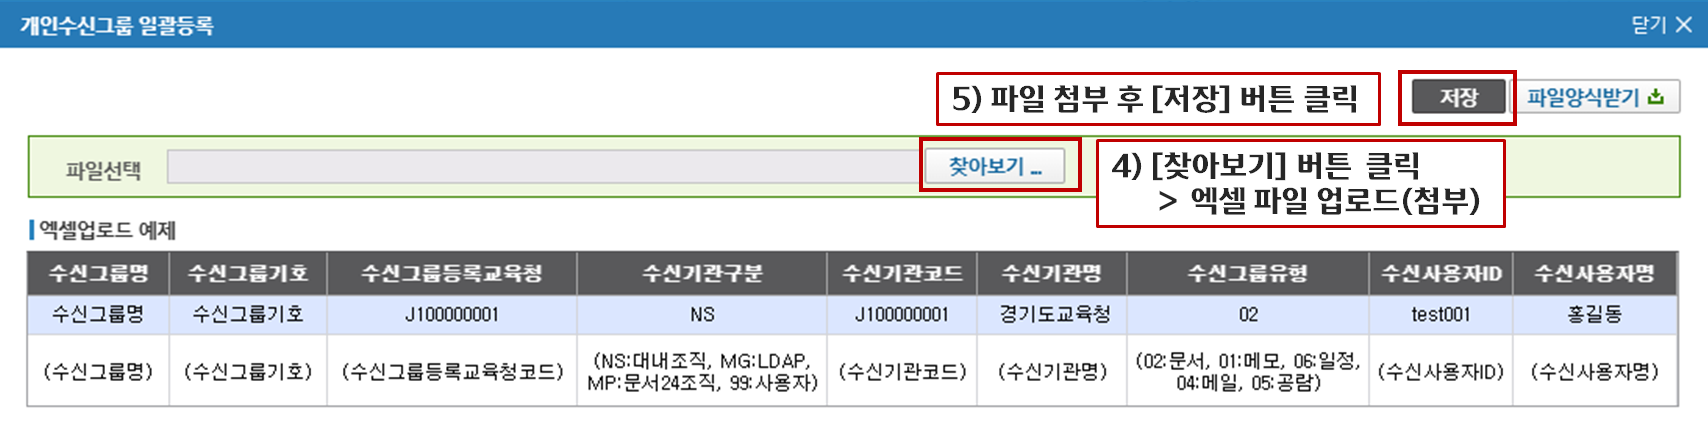 개인수신그룹 일괄등록
닫기 ✕
5) 파일 첨부 후 [저장] 버튼 클릭
저장
파일양식받기
파일선택
찾아보기 ...
4) [찾아보기] 버튼 클릭
> 엑셀 파일 업로드(첨부)
엑셀업로드 예제
수신그룹명 수신그룹기호 수신그룹등록교육청 수신기관구분 수신기관코드 수신기관명 수신그룹유형 수신사용자ID 수신사용자명
수신그룹명 수신그룹기호 J100000001 NS J100000001 경기도교육청 02 test001 홍길동
(수신그룹명) (수신그룹기호) (수신그룹등록교육청코드) (NS:대내조직, MG:LDAP, MP:문서24조직, 99:사용자) (수신기관코드) (수신기관명) (02:문서, 01:메모, 06:일정, 04:메일, 05:공람) (수신사용자ID) (수신사용자명)